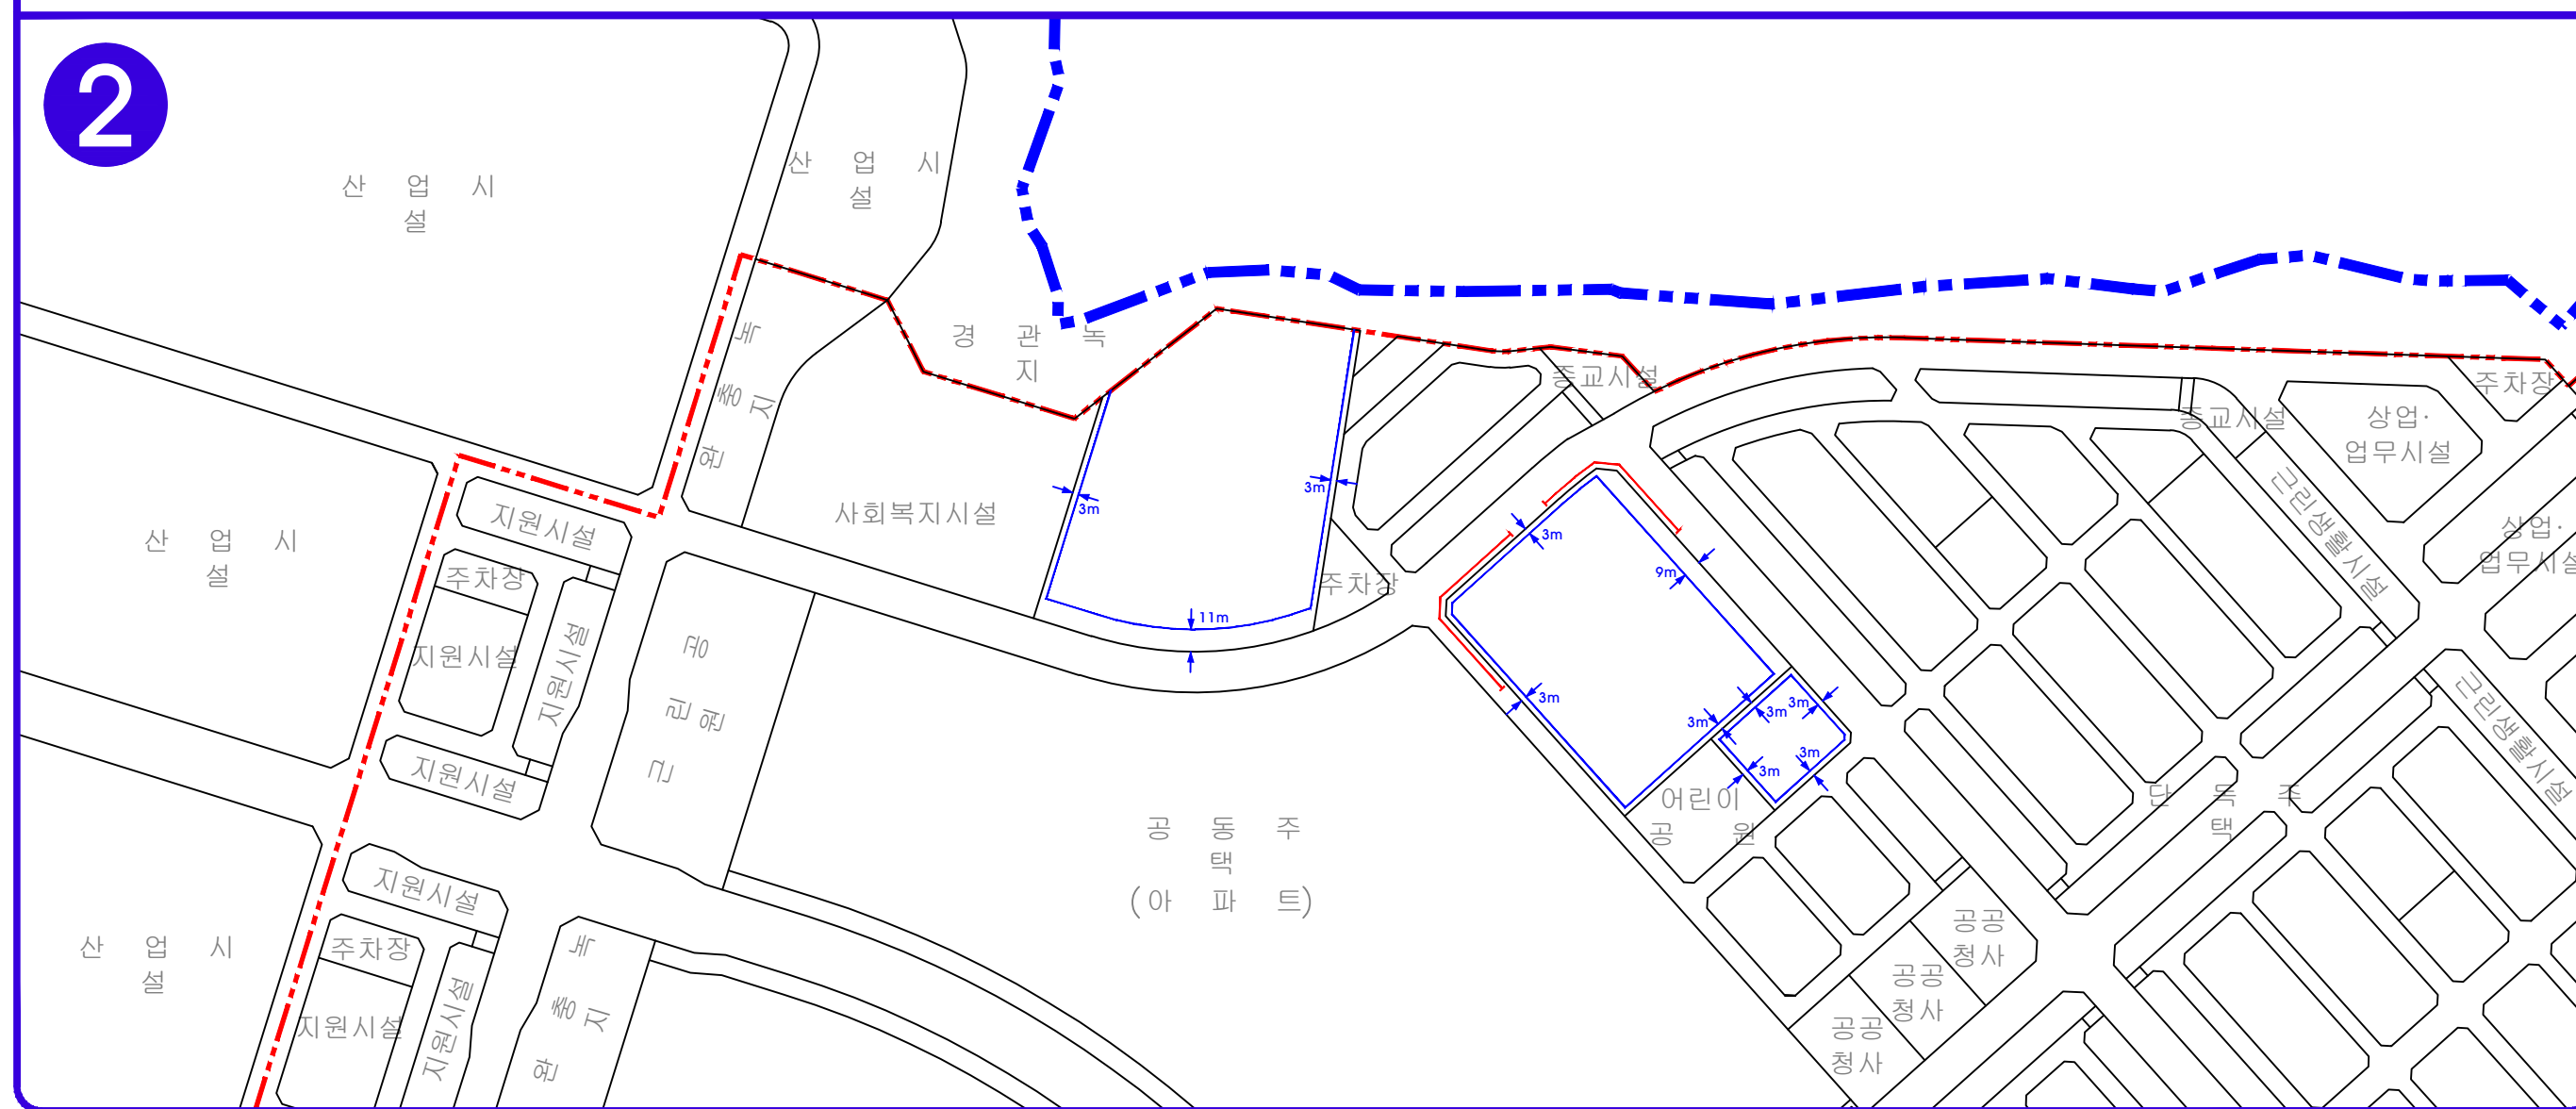 2
산 업 시
설
산 업 시
설
경 관 녹
지
완 충 녹
지
종교시설
주차장
종교시설
상업·
업무시설
근린생활시설
상업·
업무시설
사회복지시설
3m
3m
11m
주차장
3m
9m
3m
3m
3m
3m
3m
3m
산 업 시
설
지원시설
주차장
지원시설
지원시설
지원시설
근 린 공
원
공 동 주
택
(아 파 트)
어린이
공 원
단 독 주
택
근린생활시설
산 업 시
설
지원시설
주차장
지원시설
지원시설
완 충 녹
지
공공
청사
공공
청사
공공
청사